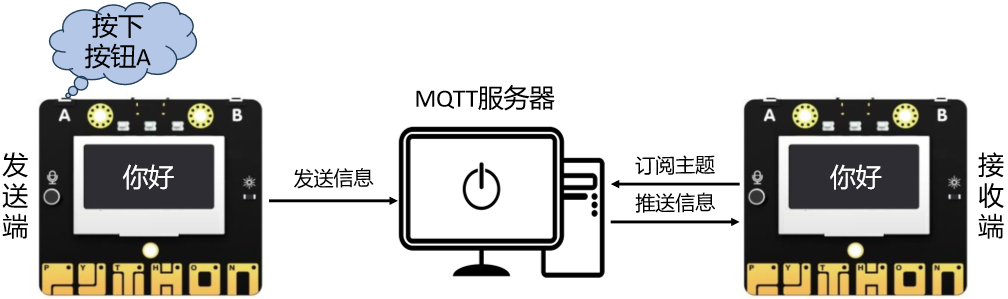 按下
按钮A
MQTT服务器
A
B
A
B
发送端
你好
发送信息
订阅主题
推送信息
你好
接收端
P Y T H O N
P Y T H O N